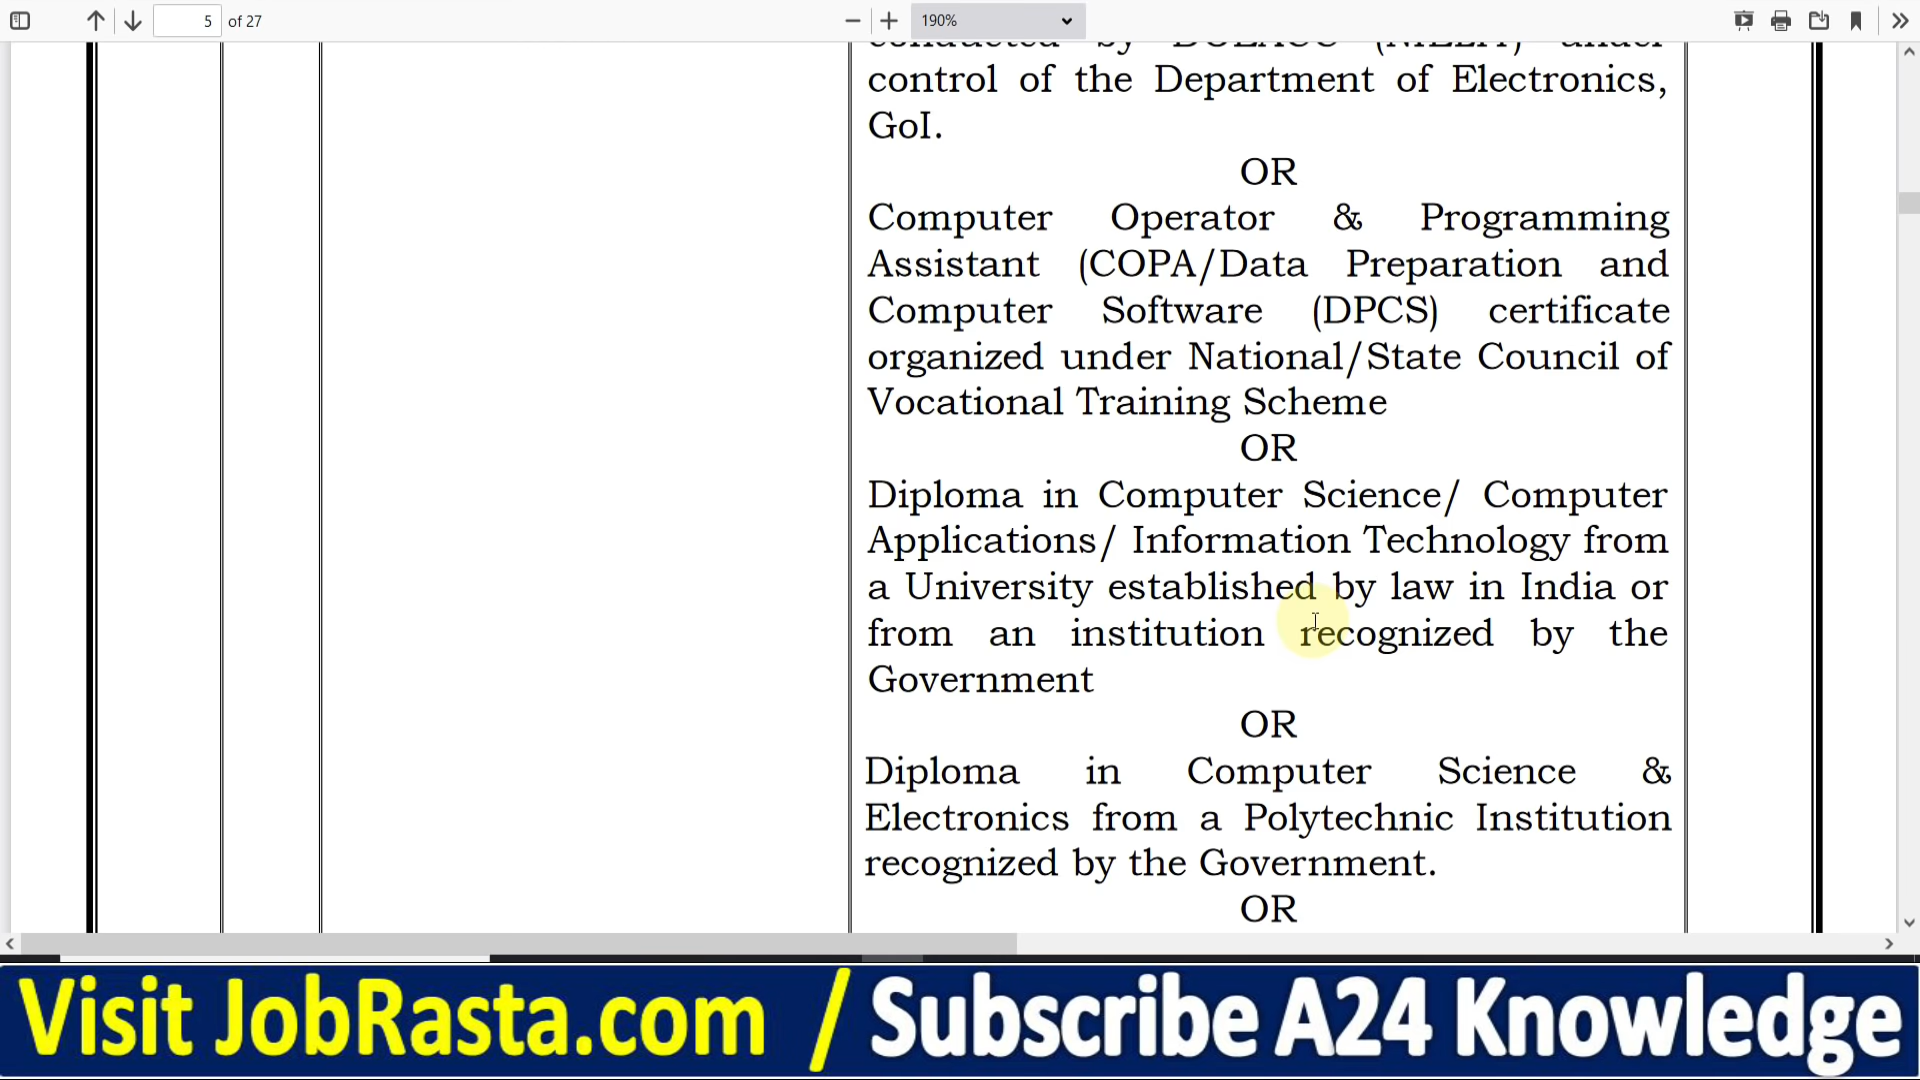 5 of 27
190%
control of the Department of Electronics,
GoI.
OR
Computer Operator & Programming
Assistant (COPA/Data Preparation and
Computer Software (DPCS) certificate
organized under National/State Council of
Vocational Training Scheme
OR
Diploma in Computer Science/ Computer
Applications/ Information Technology from
a University established by law in India or
from an institution recognized by the
Government
OR
Diploma in Computer Science &
Electronics from a Polytechnic Institution
recognized by the Government.
OR
Visit JobRasta.com / Subscribe A24 Knowledge